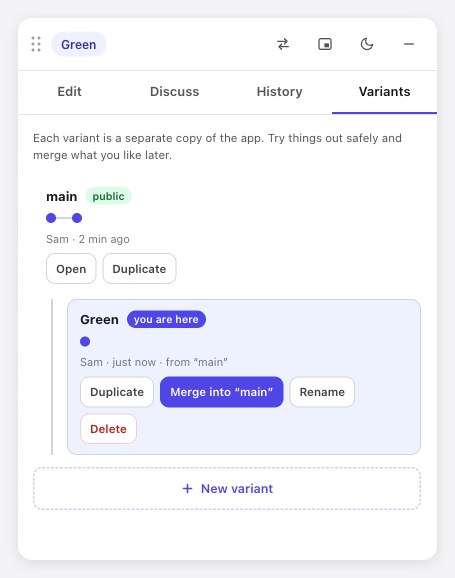 Green
Edit Discuss History Variants
Each variant is a separate copy of the app. Try things out safely and
merge what you like later.
main public
Sam · 2 min ago
Open Duplicate
Green you are here
Sam · just now · from “main”
Duplicate Merge into “main” Rename
Delete
+ New variant